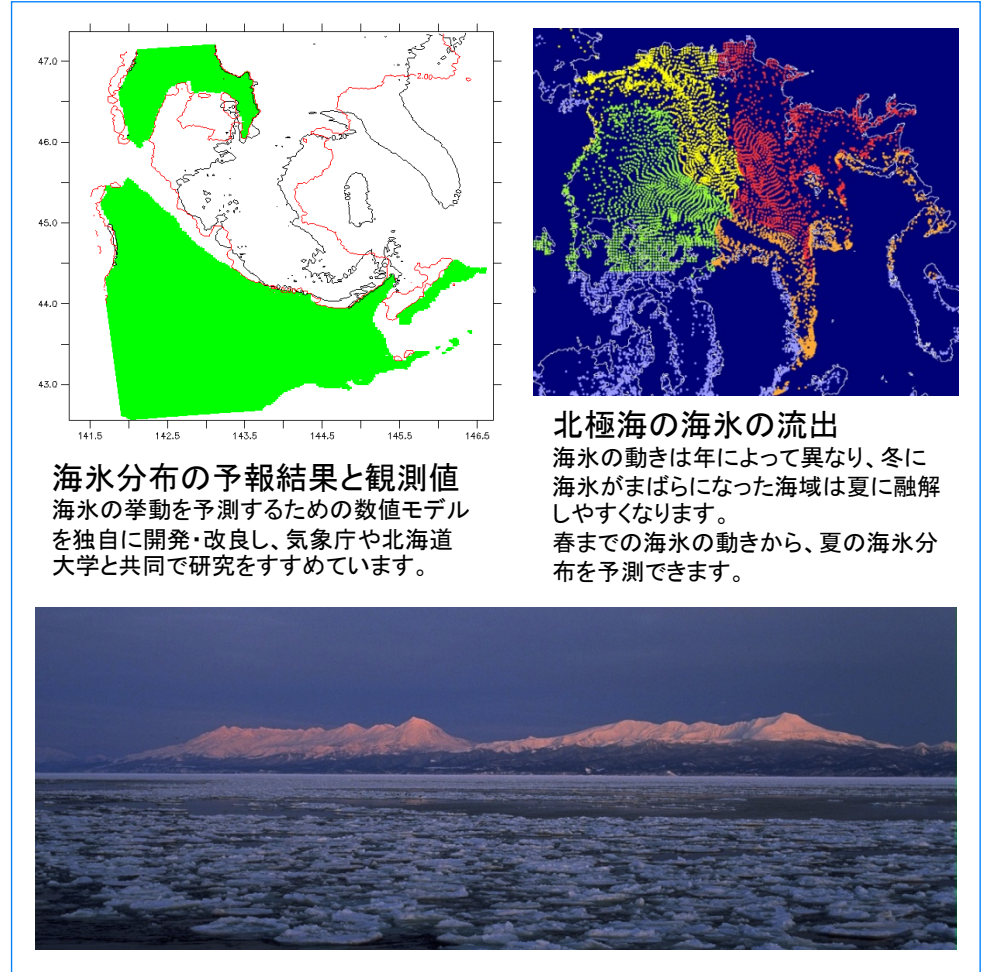 47.0
46.0
45.0
44.0
43.0
141.5 142.5 143.5 144.5 145.5 146.5
2.00
0.20
0.20
0.20
海氷分布の予報結果と観測値
海氷の挙動を予測するための数値モデル
を独自に開発・改良し、気象庁や北海道
大学と共同で研究をすすめています。
北極海の海氷の流出
海氷の動きは年によって異なり、冬に
海氷がまばらになった海域は夏に融解
しやすくなります。
春までの海氷の動きから、夏の海氷分
布を予測できます。